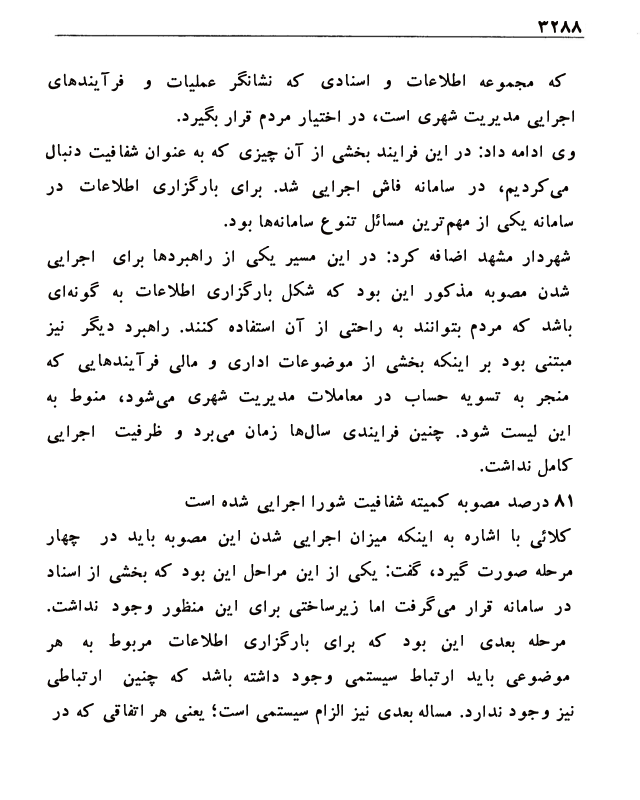 ۳۲۸۸
که مجموعه اطلاعات و اسنادی که نشانگر عملیات و فرآیندهای
اجرایی مدیریت شهری است، در اختیار مردم قرار بگیرد.
وی ادامه داد: در این فرایند بخشی از آن چیزی که به عنوان شفافیت دنبال
می‌کردیم، در سامانه فاش اجرایی شد. برای بارگزاری اطلاعات در
سامانه یکی از مهم‌ترین مسائل تنوع سامانه‌ها بود.
شهردار مشهد اضافه کرد: در این مسیر یکی از راهبردها برای اجرایی
شدن مصوبه مذکور این بود که شکل بارگزاری اطلاعات به گونه‌ای
باشد که مردم بتوانند به راحتی از آن استفاده کنند. راهبرد دیگر نیز
مبتنی بود بر اینکه بخشی از موضوعات اداری و مالی فرآیندهایی که
منجر به تسویه حساب در معاملات مدیریت شهری می‌شود، منوط به
این لیست شود. چنین فرایندی سال‌ها زمان می‌برد و ظرفیت اجرایی
کامل نداشت.
۸۱ درصد مصوبه کمیته شفافیت شورا اجرایی شده است
کلائی با اشاره به اینکه میزان اجرایی شدن این مصوبه باید در چهار
مرحله صورت گیرد، گفت: یکی از این مراحل این بود که بخشی از اسناد
در سامانه قرار می‌گرفت اما زیرساختی برای این منظور وجود نداشت.
مرحله بعدی این بود که برای بارگزاری اطلاعات مربوط به هر
موضوعی باید ارتباط سیستمی وجود داشته باشد که چنین ارتباطی
نیز وجود ندارد. مساله بعدی نیز الزام سیستمی است؛ یعنی هر اتفاقی که در